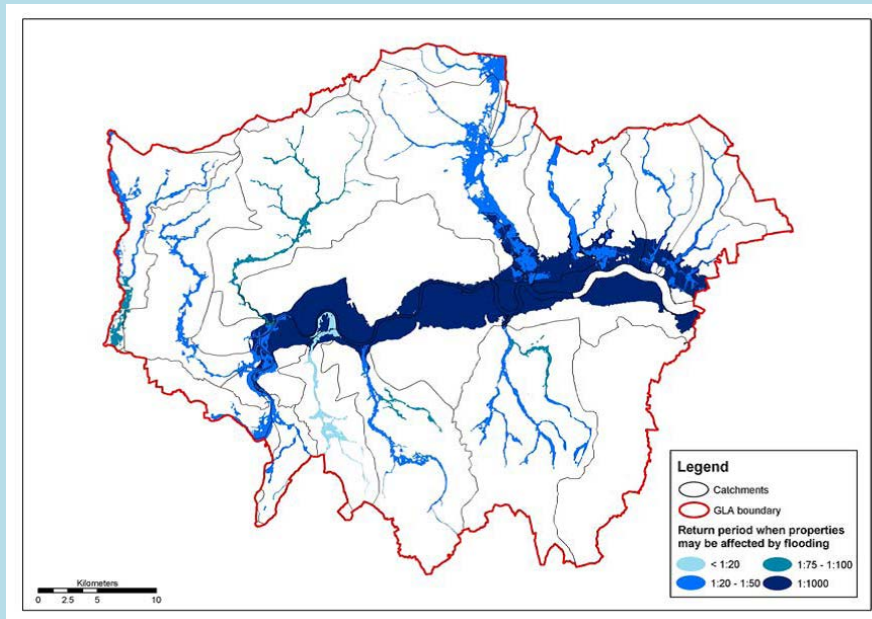 Legend
Catchments
GLA boundary
Return period when properties
may be affected by flooding
< 1:20
1:75 - 1:100
1:20 - 1:50
1:1000
Kilometers
0 2.5 5 10